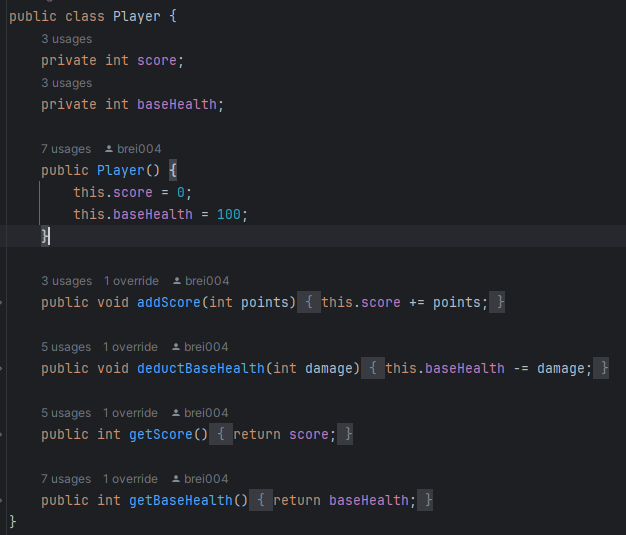 public class Player {
3 usages
private int score;
3 usages
private int baseHealth;
7 usages brei004
public Player() {
this.score = 0;
this.baseHealth = 100;
}
3 usages 1 override brei004
public void addScore(int points) { this.score += points; }
5 usages 1 override brei004
public void deductBaseHealth(int damage) { this.baseHealth -= damage; }
5 usages 1 override brei004
public int getScore() { return score; }
7 usages 1 override brei004
public int getBaseHealth() { return baseHealth; }
}